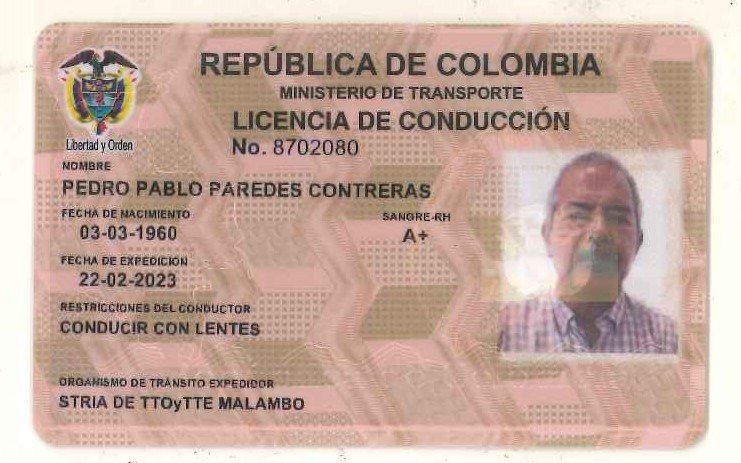 REPÚBLICA DE COLOMBIA
MINISTERIO DE TRANSPORTE
LICENCIA DE CONDUCCIÓN
No. 8702080
Libertad y Orden
NOMBRE
PEDRO PABLO PAREDES CONTRERAS
FECHA DE NACIMIENTO
03-03-1960
SANGRE-RH
A+
FECHA DE EXPEDICIÓN
22-02-2023
RESTRICCIONES DEL CONDUCTOR
CONDUCIR CON LENTES
ORGANISMO DE TRÁNSITO EXPEDIDOR
STRIA DE TTOyTTE MALAMBO